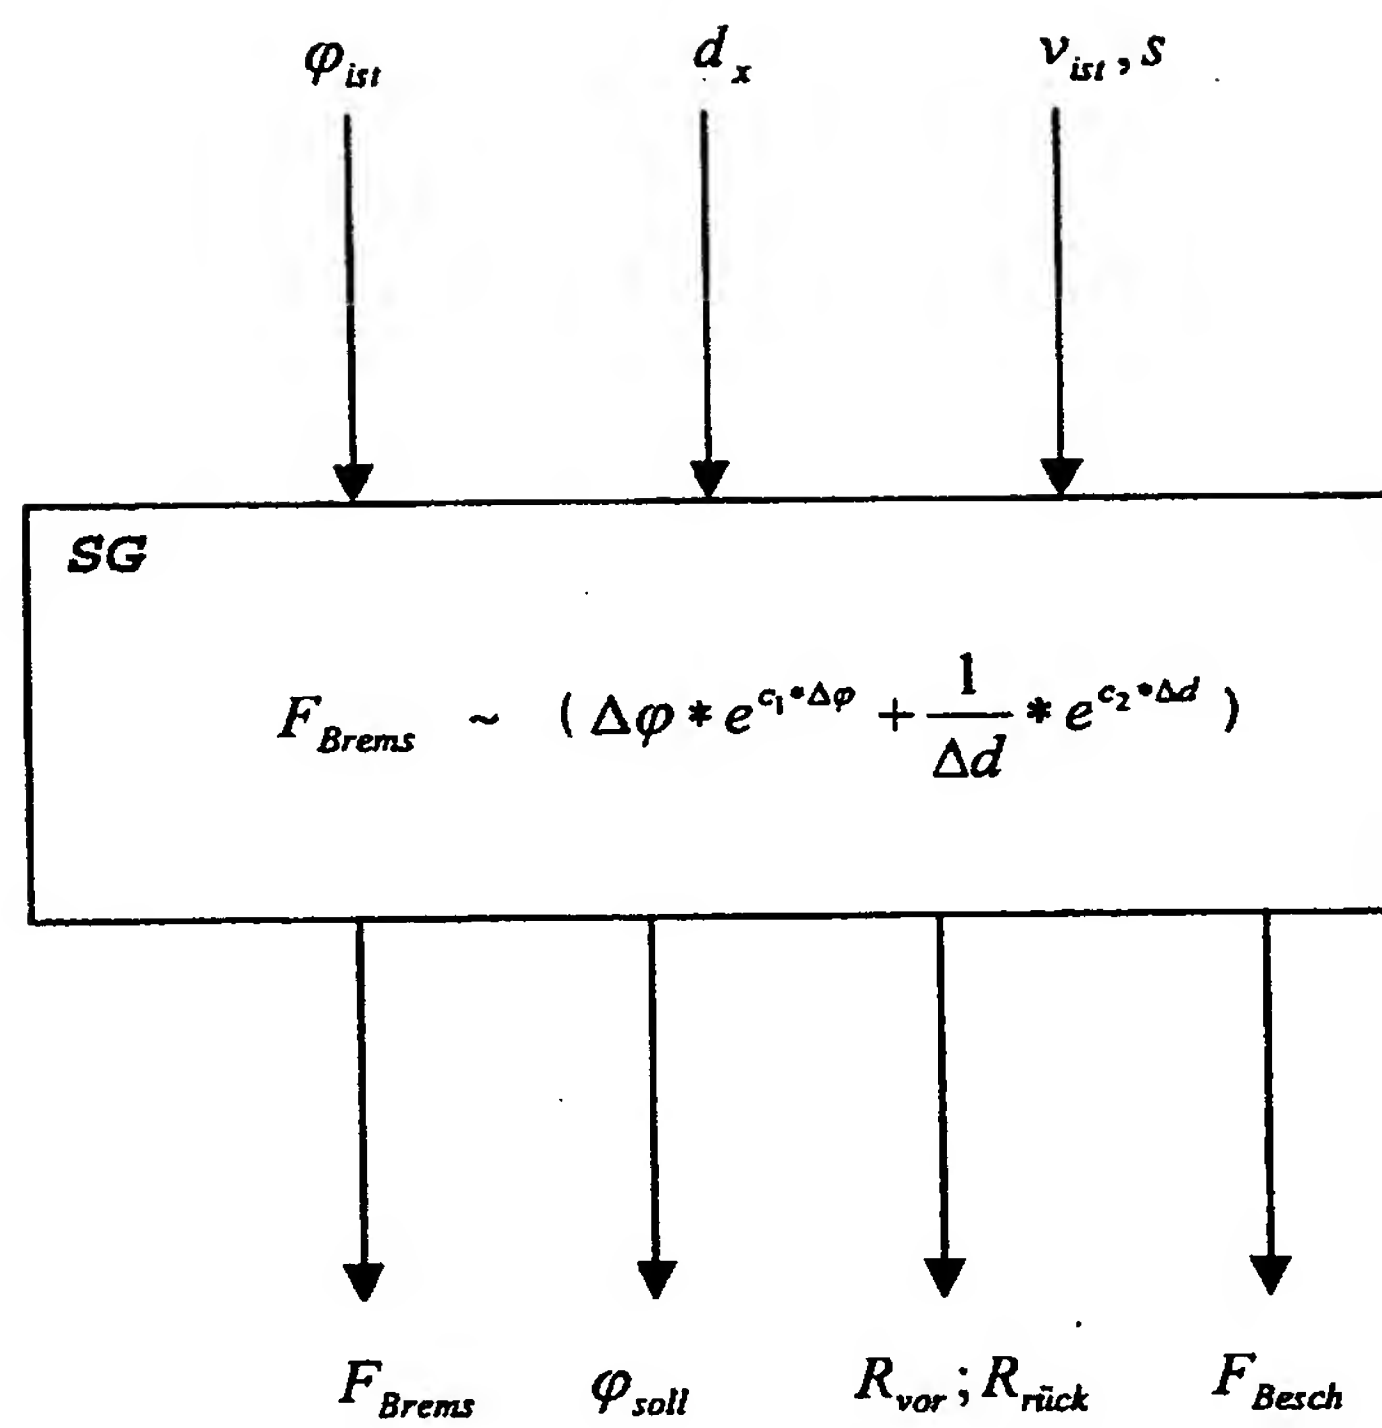 φ_ist d_x v_ist, s
SG
F_Brems ~ ( Δφ * e^{c_1 * Δφ} + 1/Δd * e^{c_2 * Δd} )
F_Brems φ_soll R_vor ; R_rück F_Besch